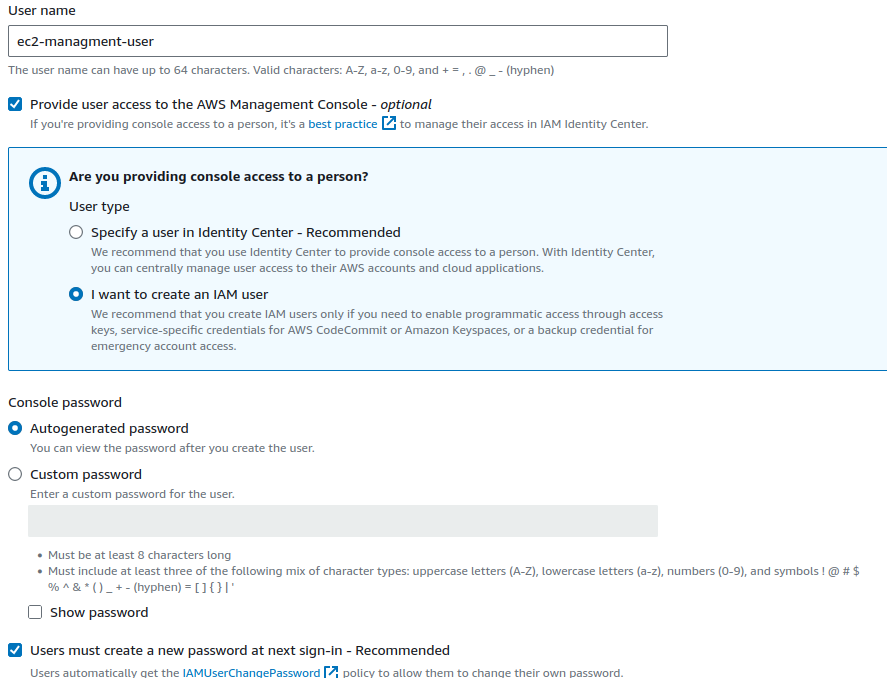 User name
ec2-managment-user
The user name can have up to 64 characters. Valid characters: A-Z, a-z, 0-9, and + = , . @ _ - (hyphen)
Provide user access to the AWS Management Console - optional
If you're providing console access to a person, it's a best practice to manage their access in IAM Identity Center.
Are you providing console access to a person?
User type
Specify a user in Identity Center - Recommended
We recommend that you use Identity Center to provide console access to a person. With Identity Center,
you can centrally manage user access to their AWS accounts and cloud applications.
I want to create an IAM user
We recommend that you create IAM users only if you need to enable programmatic access through access
keys, service-specific credentials for AWS CodeCommit or Amazon Keyspaces, or a backup credential for
emergency account access.
Console password
Autogenerated password
You can view the password after you create the user.
Custom password
Enter a custom password for the user.
• Must be at least 8 characters long
• Must include at least three of the following mix of character types: uppercase letters (A-Z), lowercase letters (a-z), numbers (0-9), and symbols ! @ # $
% ^ & * ( ) _ + - (hyphen) = [ ] { } | '
Show password
Users must create a new password at next sign-in - Recommended
Users automatically get the IAMUserChangePassword policy to allow them to change their own password.